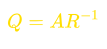 Q = AR⁻¹